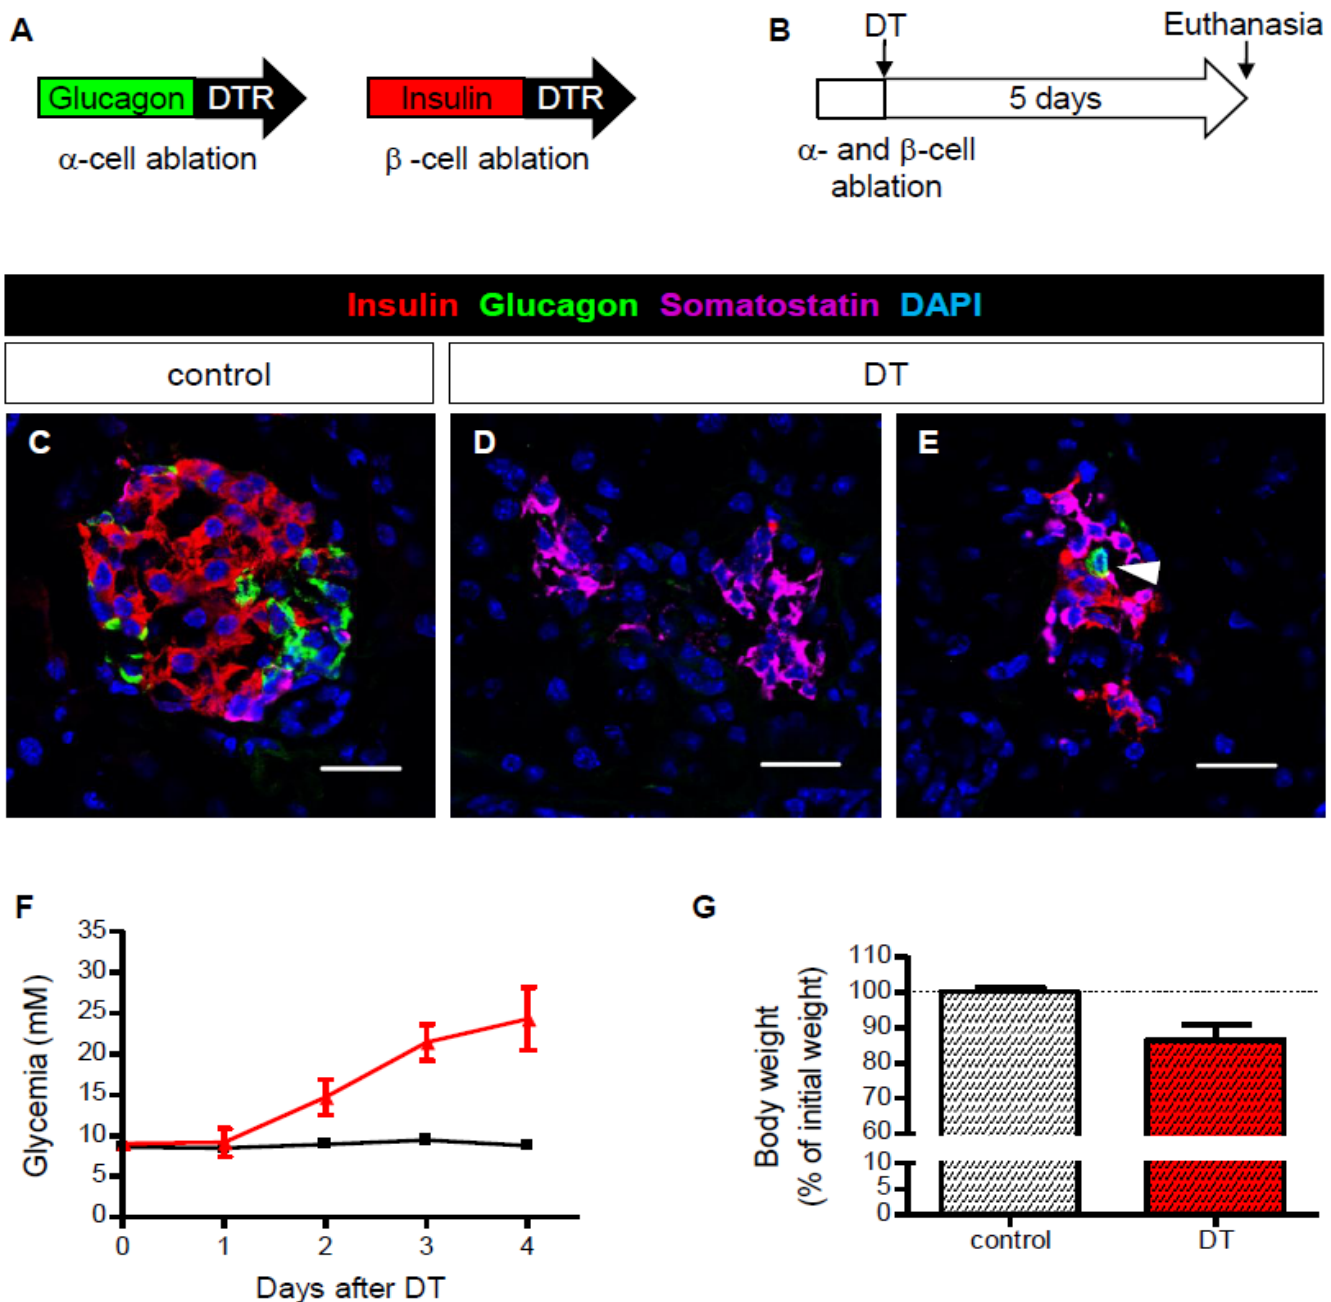 A
Glucagon DTR
α-cell ablation
Insulin DTR
β -cell ablation
B
DT
Euthanasia
5 days
α- and β-cell
ablation
Insulin Glucagon Somatostatin DAPI
control
DT
C
D
E
F
35
30
25
20
15
10
5
0
Glycemia (mM)
0 1 2 3 4
Days after DT
G
110
100
90
80
70
60
10
5
0
Body weight
(% of initial weight)
control DT